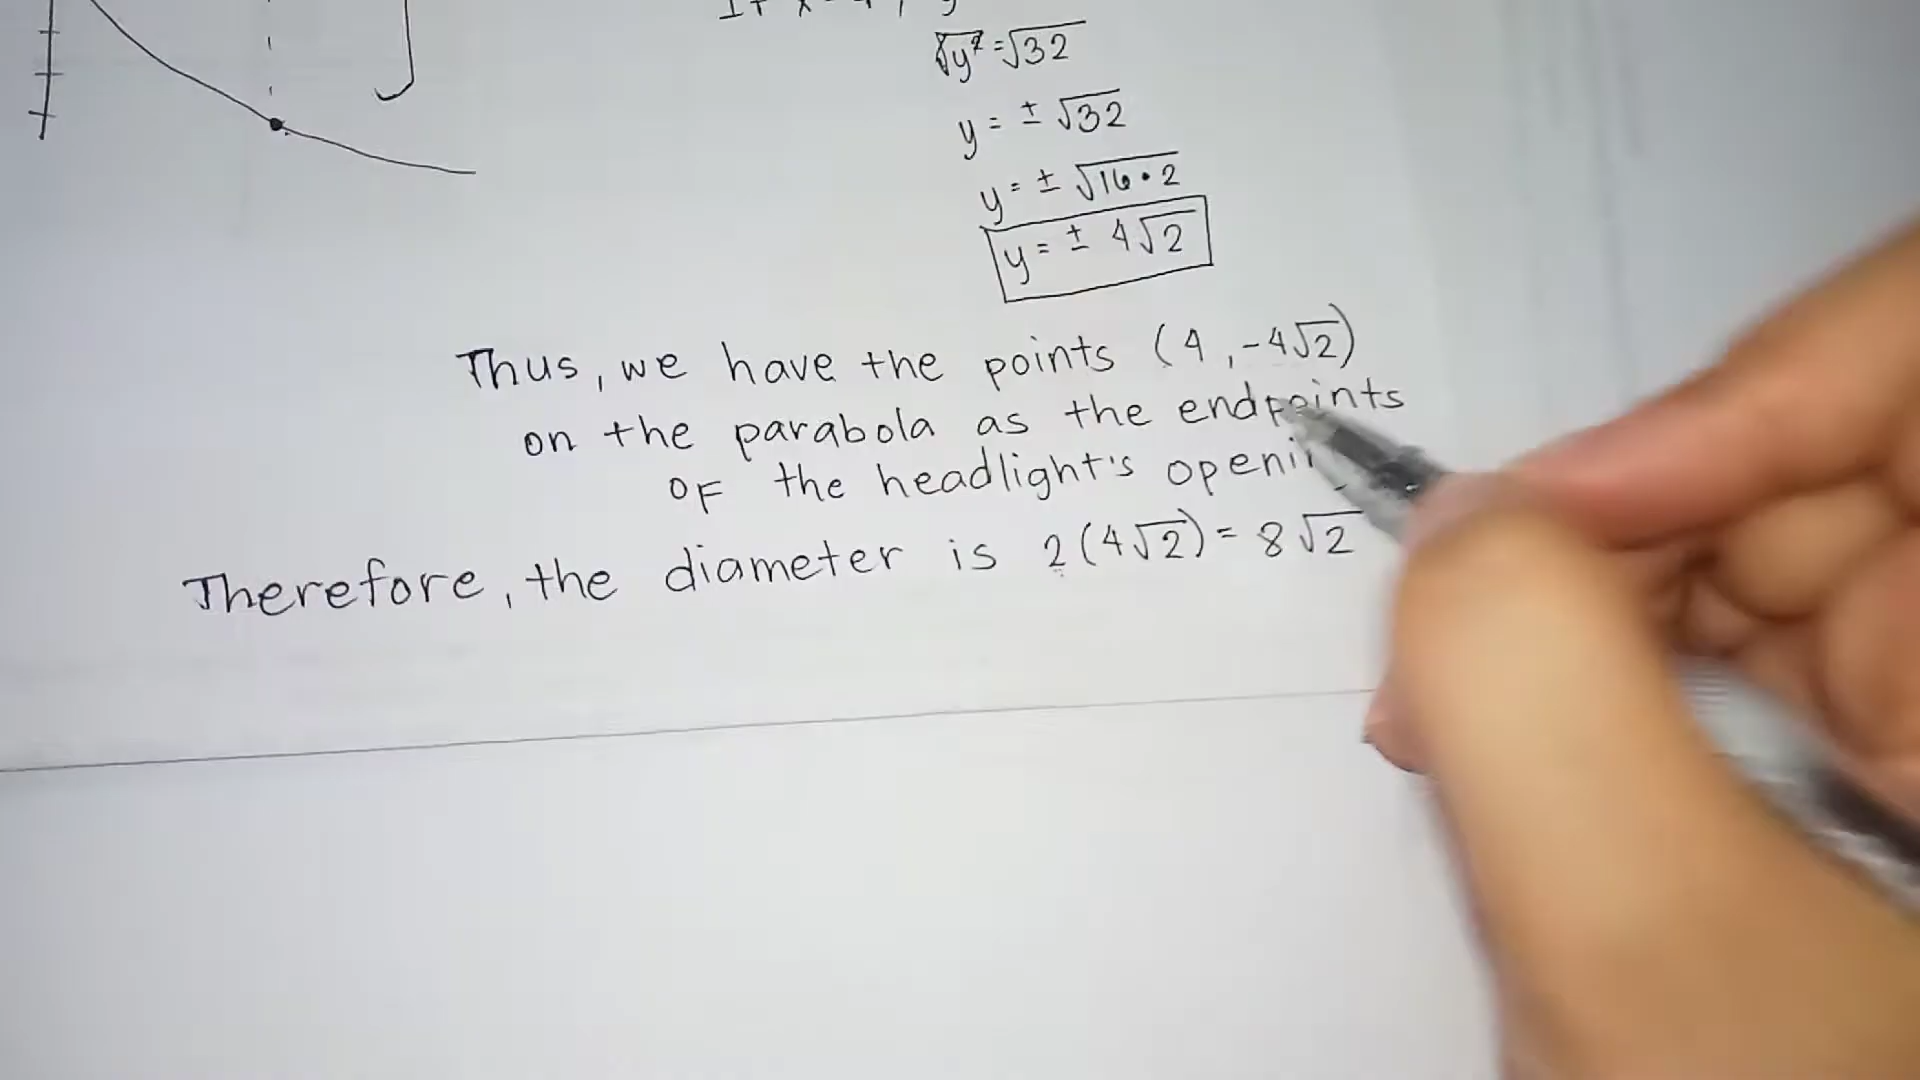 √y² = √32
y = ± √32
y = ± √16 • 2
y = ± 4√2
Thus, we have the points (4, -4√2)
on the parabola as the endpoints
of the headlight's
Therefore, the diameter is 2(4√2) = 8√2